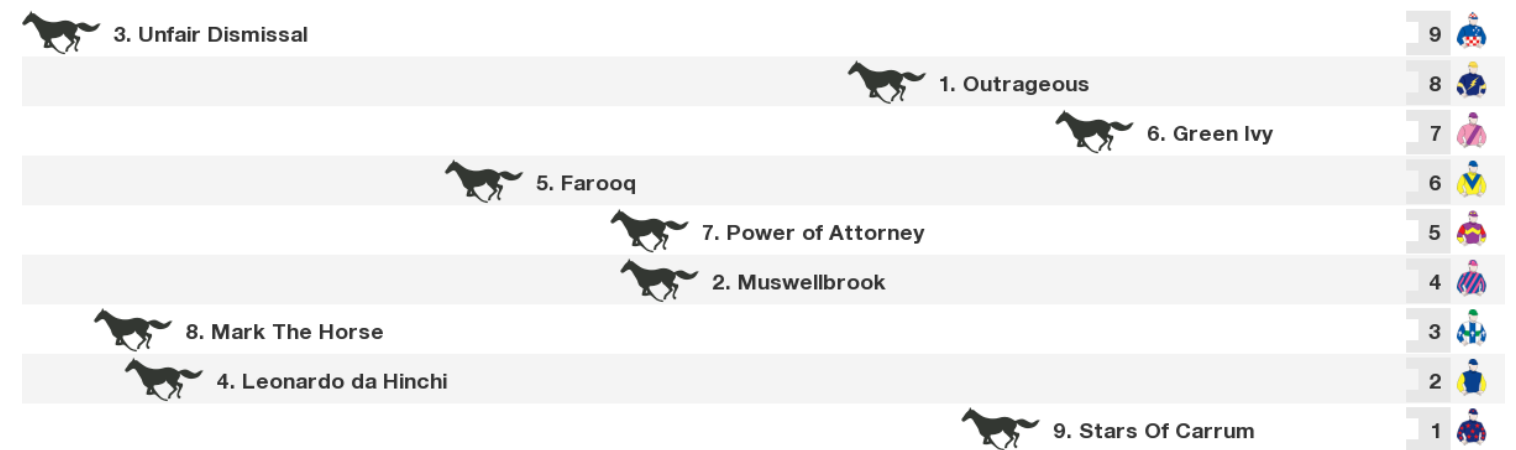 3. Unfair Dismissal 9
1. Outrageous 8
6. Green Ivy 7
5. Farooq 6
7. Power of Attorney 5
2. Muswellbrook 4
8. Mark The Horse 3
4. Leonardo da Hinchi 2
9. Stars Of Carrum 1